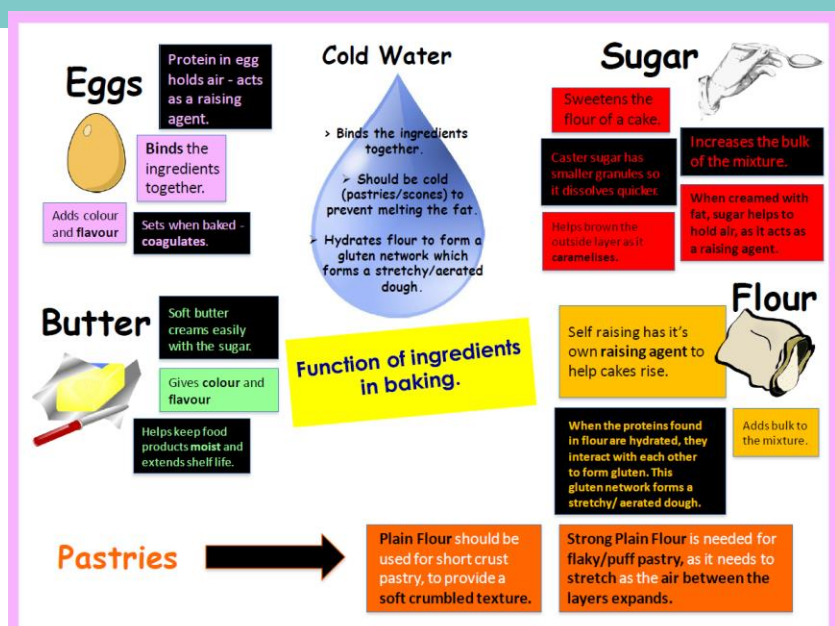 Eggs
Protein in egg
holds air - acts
as a raising
agent.
Binds the
ingredients
together.
Adds colour
and flavour
Sets when baked -
coagulates.
Cold Water
› Binds the ingredients
together.
➢ Should be cold
(pastries/scones) to
prevent melting the fat.
➢ Hydrates flour to form a
gluten network which
forms a stretchy/aerated
dough.
Sugar
Sweetens the
flour of a cake.
Caster sugar has
smaller granules so
it dissolves quicker.
Helps brown the
outside layer as it
caramelises.
Increases the bulk
of the mixture.
When creamed with
fat, sugar helps to
hold air, as it acts as
a raising agent.
Butter
Soft butter
creams easily
with the sugar.
Gives colour and
flavour
Helps keep food
products moist and
extends shelf life.
Function of ingredients
in baking.
Flour
Self raising has it's
own raising agent to
help cakes rise.
When the proteins found
in flour are hydrated, they
interact with each other
to form gluten. This
gluten network forms a
stretchy/ aerated dough.
Adds bulk to
the mixture.
Pastries
Plain Flour should be
used for short crust
pastry, to provide a
soft crumbled texture.
Strong Plain Flour is needed for
flaky/puff pastry, as it needs to
stretch as the air between the
layers expands.